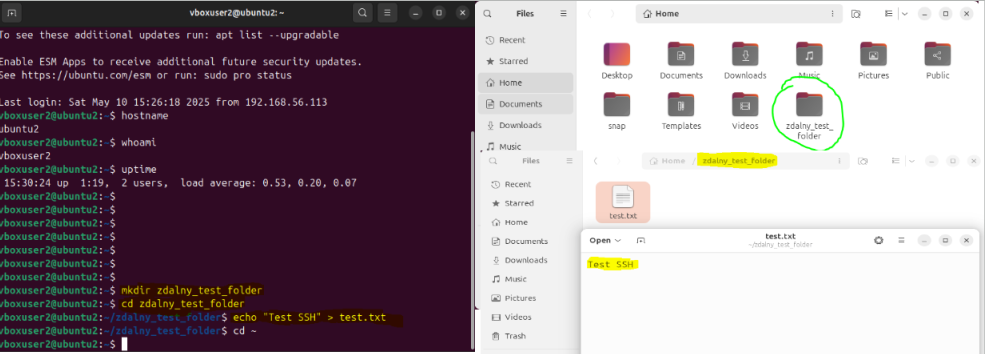 vboxuser2@ubuntu2: ~
To see these additional updates run: apt list --upgradable
Enable ESM Apps to receive additional future security updates.
See https://ubuntu.com/esm or run: sudo pro status
Last login: Sat May 10 15:26:18 2025 from 192.168.56.113
vboxuser2@ubuntu2:~$ hostname
ubuntu2
vboxuser2@ubuntu2:~$ whoami
vboxuser2
vboxuser2@ubuntu2:~$ uptime
15:30:24 up 1:19, 2 users, load average: 0.53, 0.20, 0.07
vboxuser2@ubuntu2:~$
vboxuser2@ubuntu2:~$
vboxuser2@ubuntu2:~$
vboxuser2@ubuntu2:~$
vboxuser2@ubuntu2:~$
vboxuser2@ubuntu2:~$
vboxuser2@ubuntu2:~$ mkdir zdalny_test_folder
vboxuser2@ubuntu2:~$ cd zdalny_test_folder
vboxuser2@ubuntu2:~/zdalny_test_folder$ echo "Test SSH" > test.txt
vboxuser2@ubuntu2:~/zdalny_test_folder$ cd ~
vboxuser2@ubuntu2:~$
Files
Home
Recent
Starred
Home
Documents
Downloads
Music
Desktop
Documents
Downloads
Music
Pictures
Public
snap
Templates
Videos
zdalny_test_
folder
Files
Home / zdalny_test_folder
Recent
Starred
Home
Documents
Downloads
Music
Pictures
Videos
Trash
test.txt
Open
test.txt
~/zdalny_test_folder
Test SSH